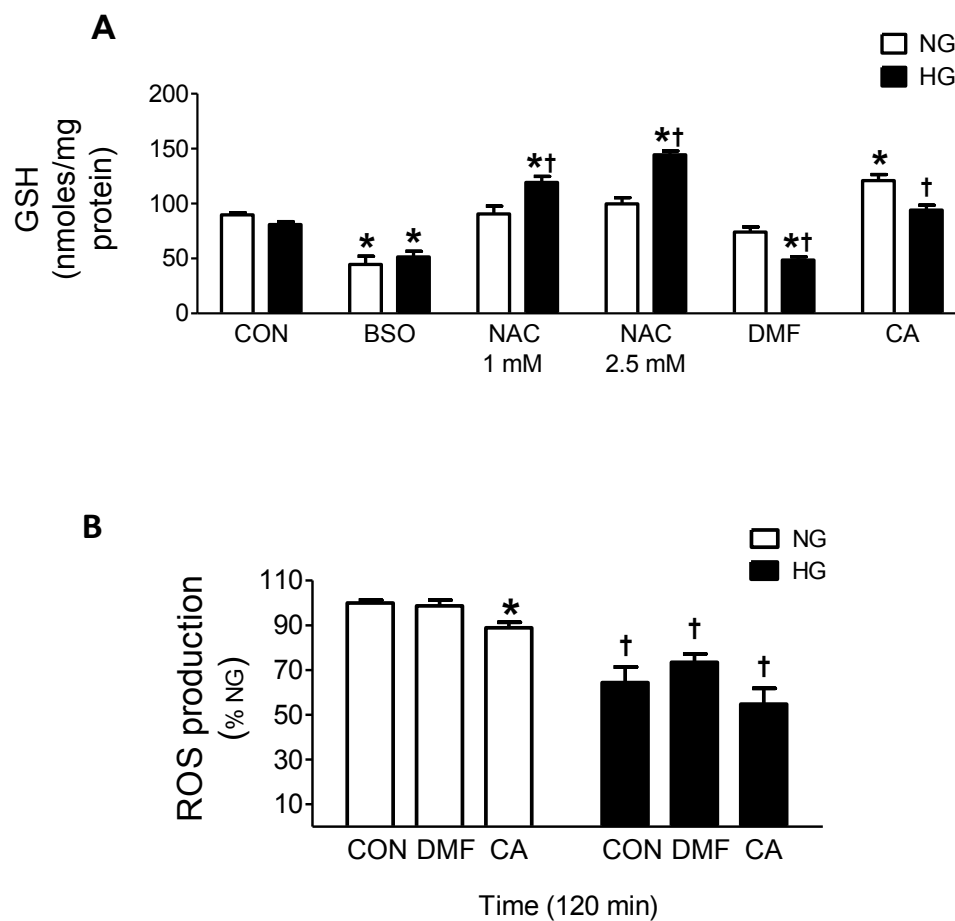 A
NG
HG
GSH
(nmoles/mg
protein)
200
150
100
50
0
* * *† *† *† * †
CON BSO NAC NAC DMF CA
1 mM 2.5 mM
B
NG
HG
ROS production
(% NG)
110
90
70
50
30
10
* † † †
CON DMF CA CON DMF CA
Time (120 min)